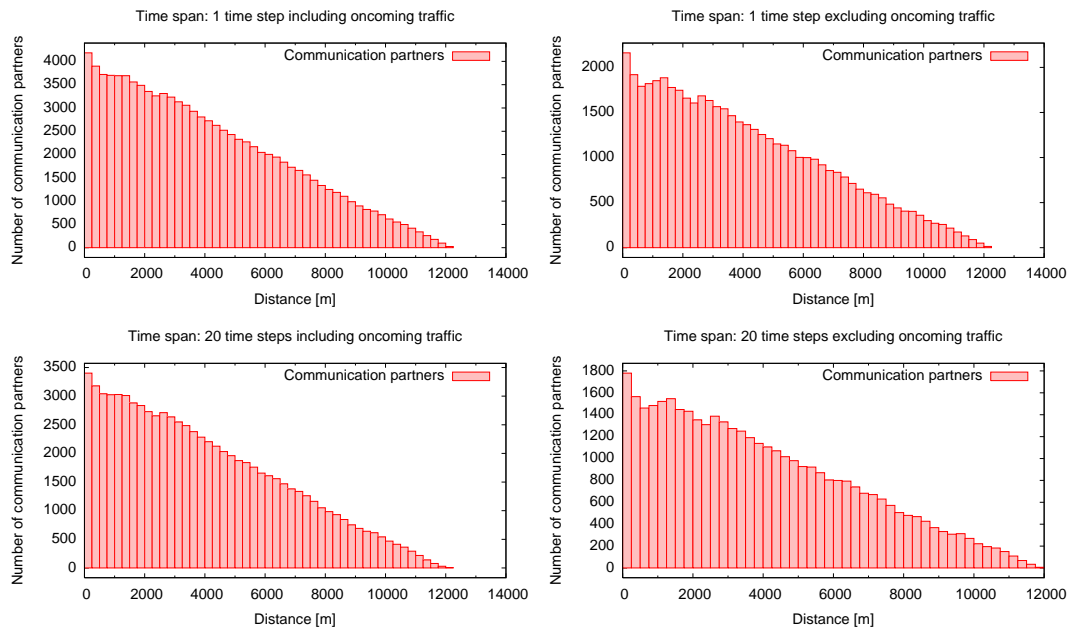 Time span: 1 time step including oncoming traffic
Number of communication partners
4000
3500
3000
2500
2000
1500
1000
500
0
Communication partners
0 2000 4000 6000 8000 10000 12000 14000
Distance [m]
Time span: 1 time step excluding oncoming traffic
Number of communication partners
2000
1500
1000
500
0
Communication partners
0 2000 4000 6000 8000 10000 12000 14000
Distance [m]
Time span: 20 time steps including oncoming traffic
Number of communication partners
3500
3000
2500
2000
1500
1000
500
0
Communication partners
0 2000 4000 6000 8000 10000 12000 14000
Distance [m]
Time span: 20 time steps excluding oncoming traffic
Number of communication partners
1800
1600
1400
1200
1000
800
600
400
200
0
Communication partners
0 2000 4000 6000 8000 10000 12000
Distance [m]